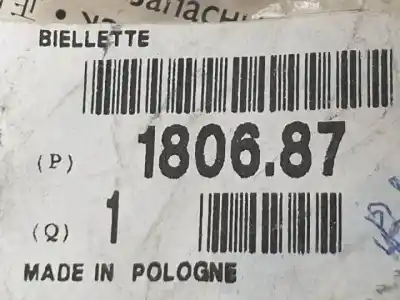 BIELLETTE
(P) 1806.87
(Q) 1
MADE IN POLOGNE